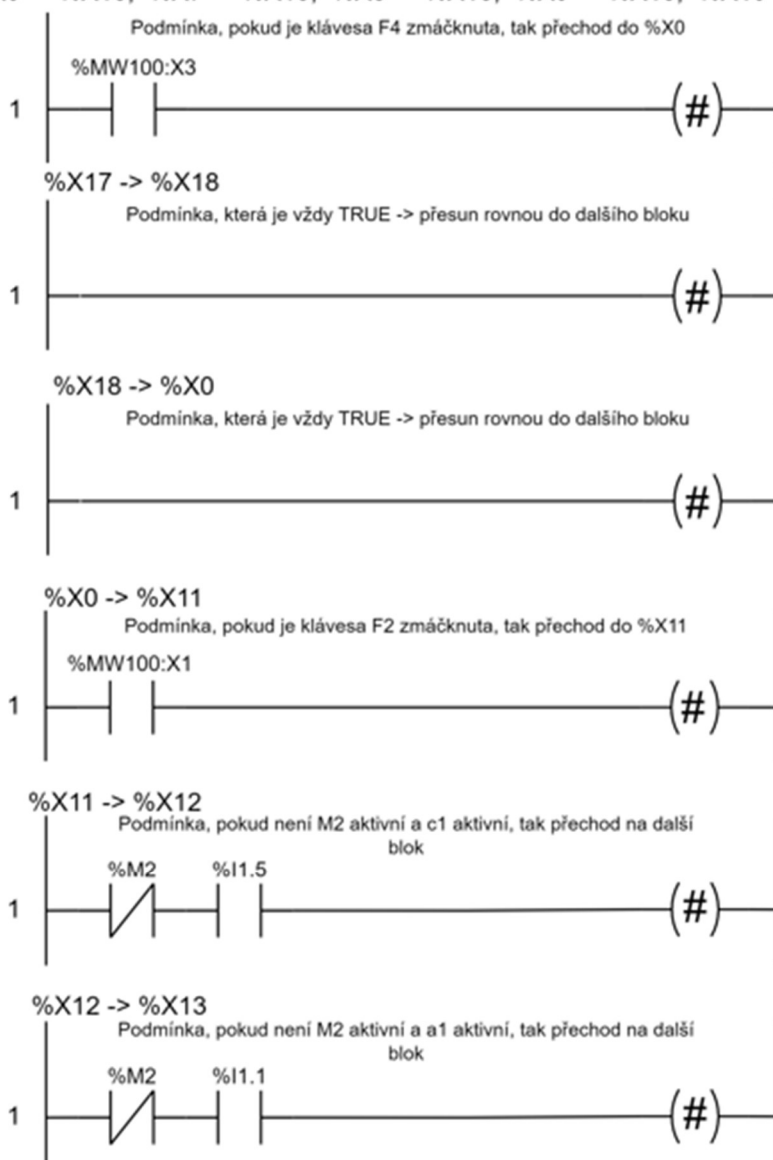 Podmínka, pokud je klávesa F4 zmáčknuta, tak přechod do %X0
%MW100:X3
1
(#)
%X17 -> %X18
Podmínka, která je vždy TRUE -> přesun rovnou do dalšího bloku
1
(#)
%X18 -> %X0
Podmínka, která je vždy TRUE -> přesun rovnou do dalšího bloku
1
(#)
%X0 -> %X11
Podmínka, pokud je klávesa F2 zmáčknuta, tak přechod do %X11
%MW100:X1
1
(#)
%X11 -> %X12
Podmínka, pokud není M2 aktivní a c1 aktivní, tak přechod na další
blok
%M2 %I1.5
1
(#)
%X12 -> %X13
Podmínka, pokud není M2 aktivní a a1 aktivní, tak přechod na další
blok
%M2 %I1.1
1
(#)